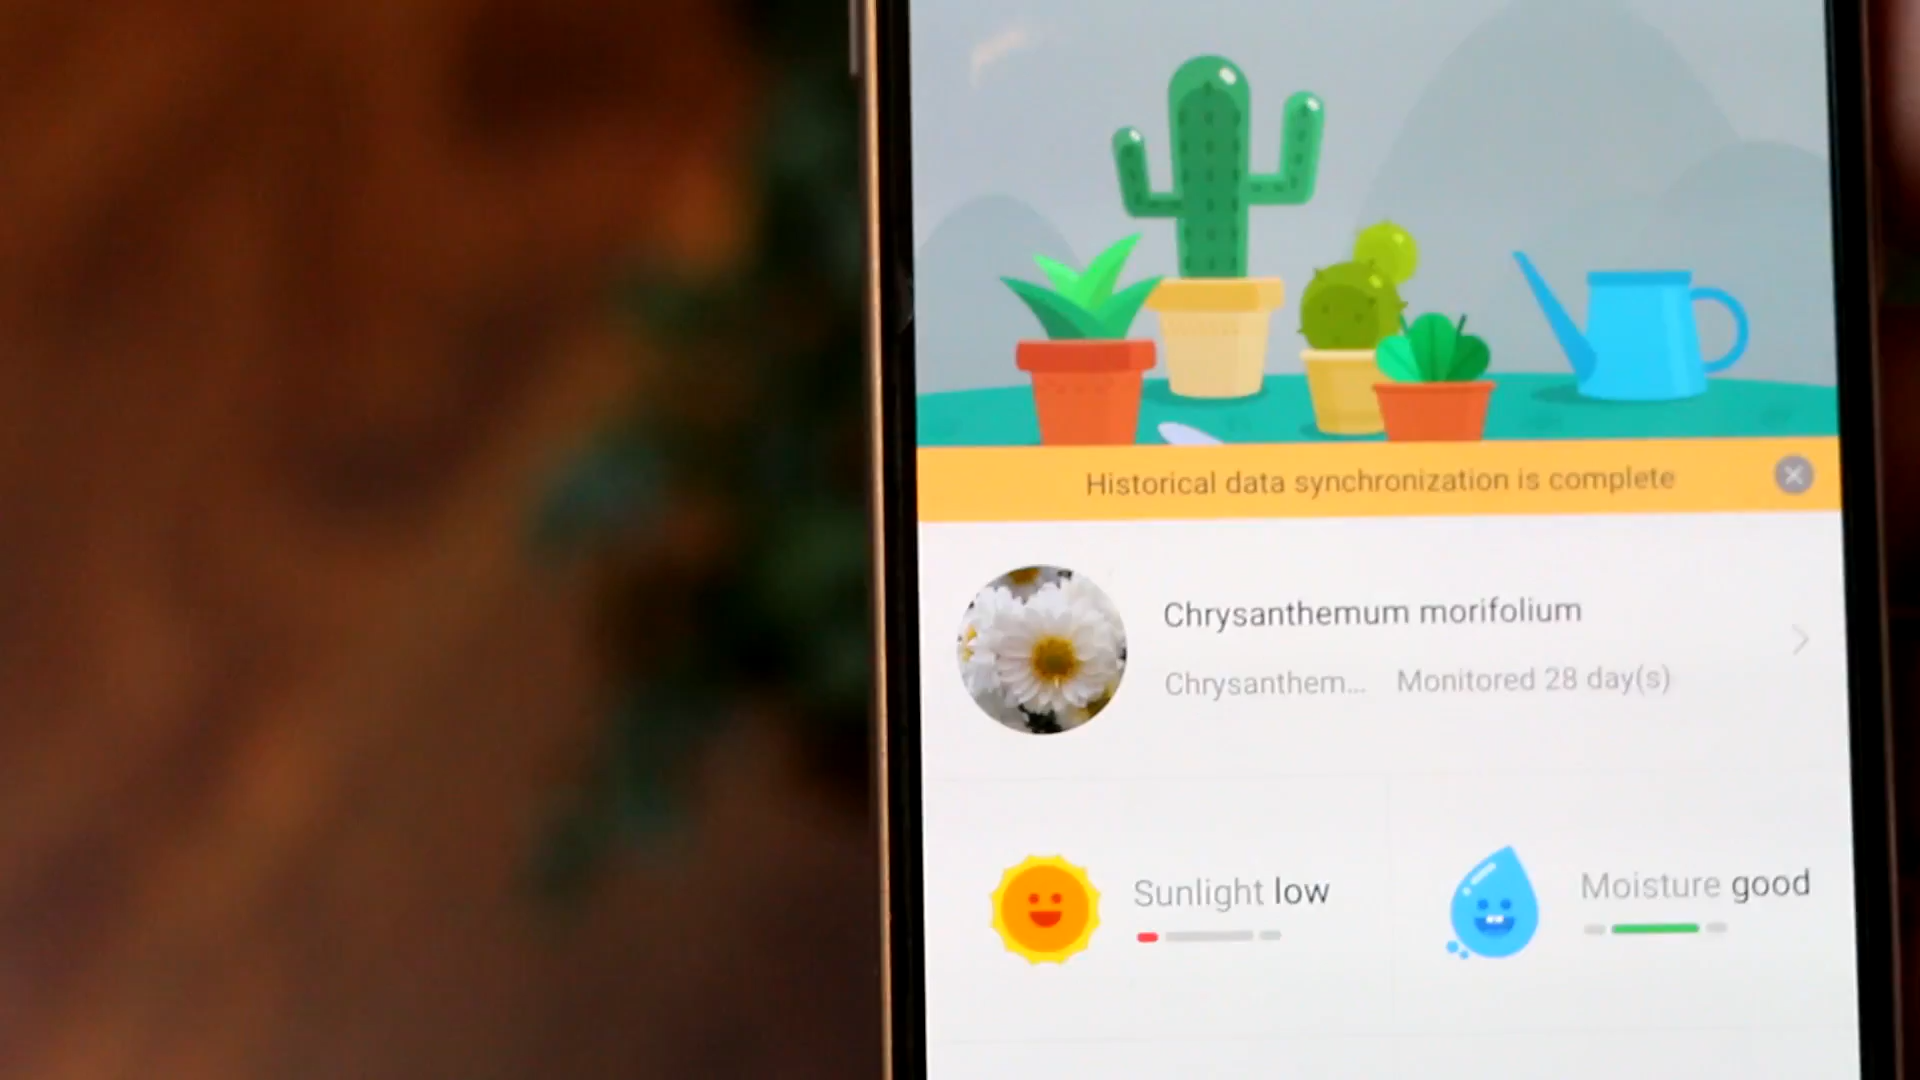 Historical data synchronization is complete
Chrysanthemum morifolium
Chrysanthem... Monitored 28 day(s)
Sunlight low
Moisture good